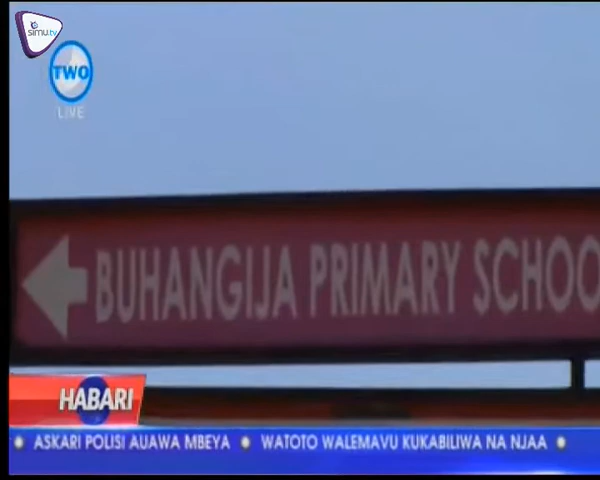 simu.tv
TWO
LIVE
BUHANGIJA PRIMARY SCHOO
HABARI
ASKARI POLISI AUAWA MBEYA
WATOTO WALEMAVU KUKABILIWA NA NJAA